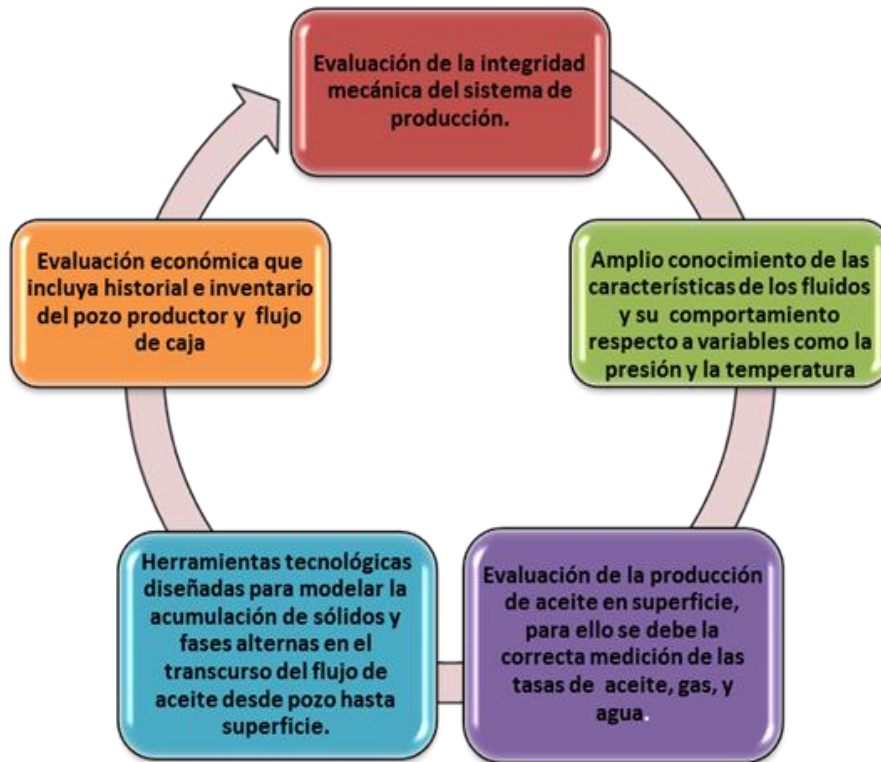 Evaluación de la integridad
mecánica del sistema de
producción.
Amplio conocimiento de las
características de los fluidos
y su comportamiento
respecto a variables como la
presión y la temperatura
Evaluación de la producción
de aceite en superficie,
para ello se debe la
correcta medición de las
tasas de aceite, gas, y
agua.
Herramientas tecnológicas
diseñadas para modelar la
acumulación de sólidos y
fases alternas en el
transcurso del flujo de
aceite desde pozo hasta
superficie.
Evaluación económica que
incluya historial e inventario
del pozo productor y flujo
de caja